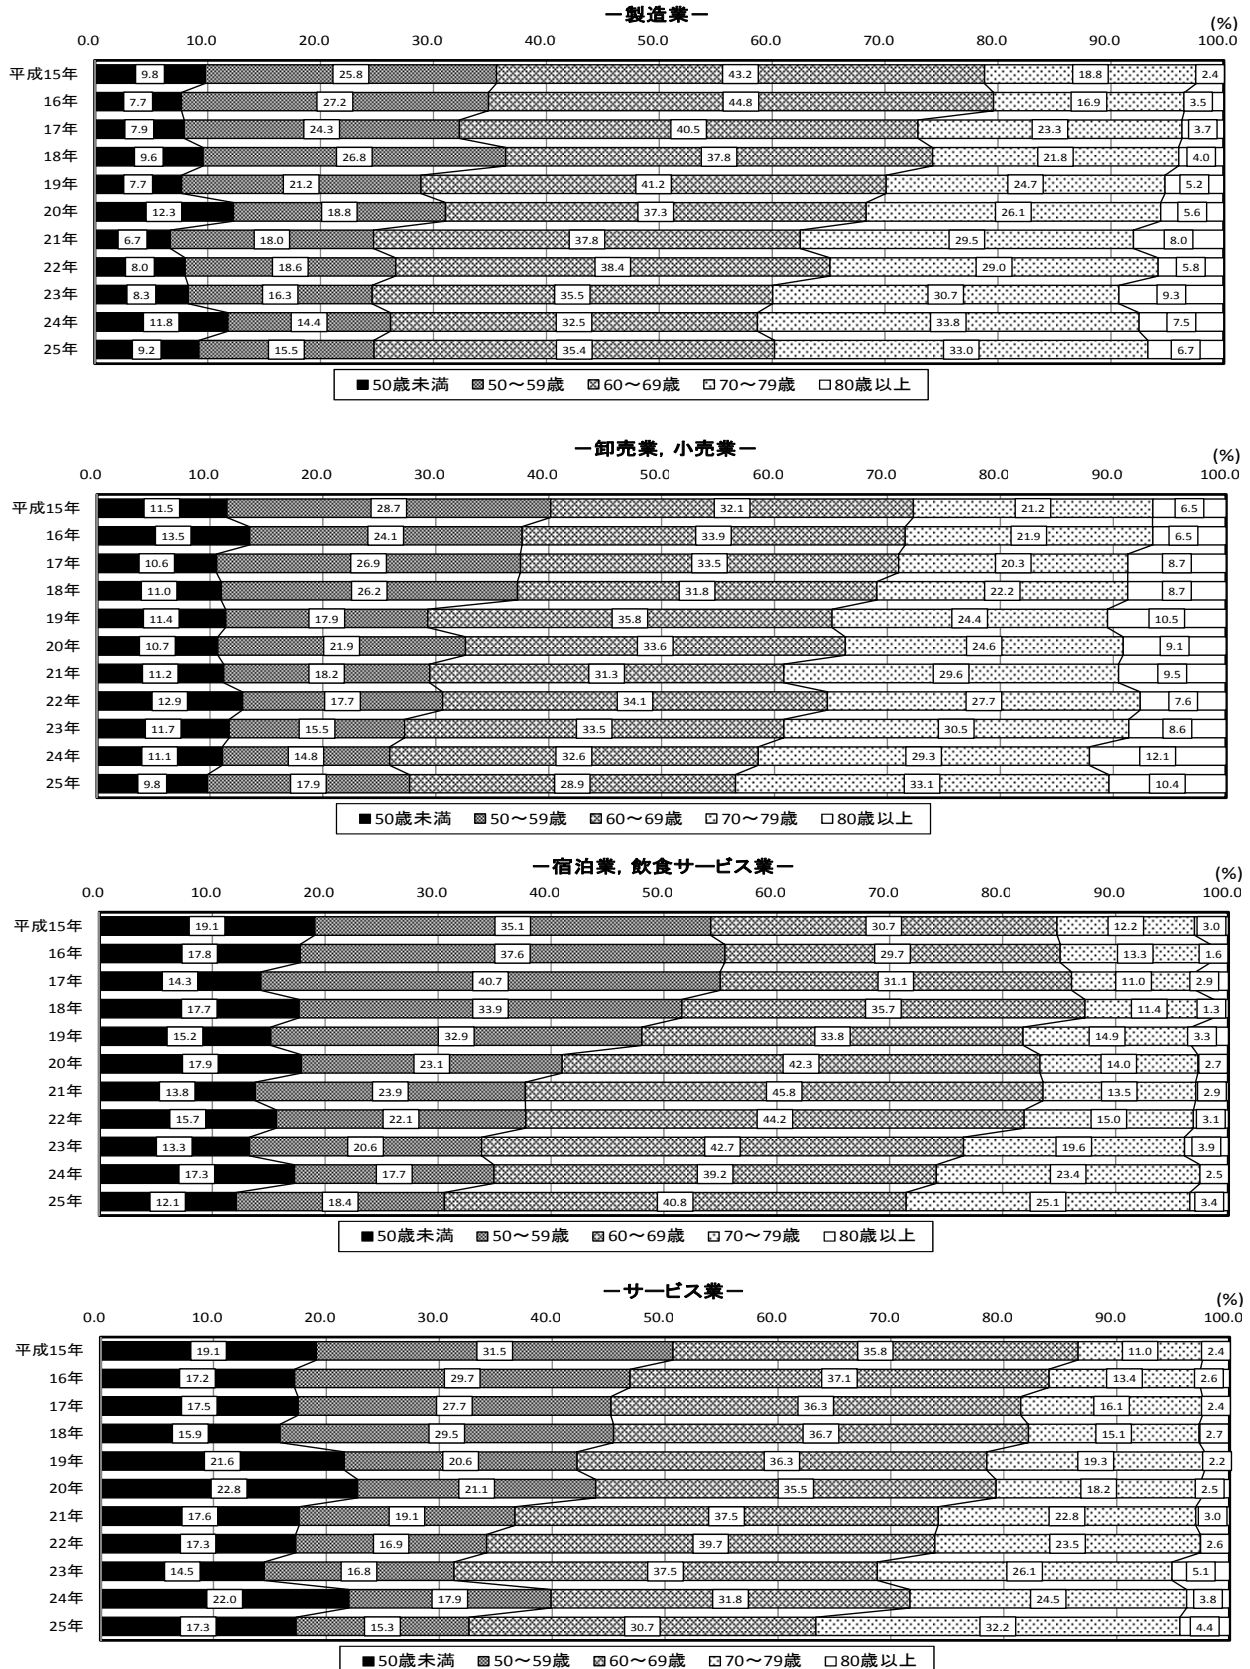 －製造業－
(%)
0.0 10.0 20.0 30.0 40.0 50.0 60.0 70.0 80.0 90.0 100.0
平成15年 9.8 25.8 43.2 18.8 2.4
16年 7.7 27.2 44.8 16.9 3.5
17年 7.9 24.3 40.5 23.3 3.7
18年 9.6 26.8 37.8 21.8 4.0
19年 7.7 21.2 41.2 24.7 5.2
20年 12.3 18.8 37.3 26.1 5.6
21年 6.7 18.0 37.8 29.5 8.0
22年 8.0 18.6 38.4 29.0 5.8
23年 8.3 16.3 35.5 30.7 9.3
24年 11.8 14.4 32.5 33.8 7.5
25年 9.2 15.5 35.4 33.0 6.7
50歳未満 50～59歳 60～69歳 70～79歳 80歳以上
－卸売業，小売業－
(%)
0.0 10.0 20.0 30.0 40.0 50.0 60.0 70.0 80.0 90.0 100.0
平成15年 11.5 28.7 32.1 21.2 6.5
16年 13.5 24.1 33.9 21.9 6.5
17年 10.6 26.9 33.5 20.3 8.7
18年 11.0 26.2 31.8 22.2 8.7
19年 11.4 17.9 35.8 24.4 10.5
20年 10.7 21.9 33.6 24.6 9.1
21年 11.2 18.2 31.3 29.6 9.5
22年 12.9 17.7 34.1 27.7 7.6
23年 11.7 15.5 33.5 30.5 8.6
24年 11.1 14.8 32.6 29.3 12.1
25年 9.8 17.9 28.9 33.1 10.4
50歳未満 50～59歳 60～69歳 70～79歳 80歳以上
－宿泊業，飲食サービス業－
(%)
0.0 10.0 20.0 30.0 40.0 50.0 60.0 70.0 80.0 90.0 100.0
平成15年 19.1 35.1 30.7 12.2 3.0
16年 17.8 37.6 29.7 13.3 1.6
17年 14.3 40.7 31.1 11.0 2.9
18年 17.7 33.9 35.7 11.4 1.3
19年 15.2 32.9 33.8 14.9 3.3
20年 17.9 23.1 42.3 14.0 2.7
21年 13.8 23.9 45.8 13.5 2.9
22年 15.7 22.1 44.2 15.0 3.1
23年 13.3 20.6 42.7 19.6 3.9
24年 17.3 17.7 39.2 23.4 2.5
25年 12.1 18.4 40.8 25.1 3.4
50歳未満 50～59歳 60～69歳 70～79歳 80歳以上
－サービス業－
(%)
0.0 10.0 20.0 30.0 40.0 50.0 60.0 70.0 80.0 90.0 100.0
平成15年 19.1 31.5 35.8 11.0 2.4
16年 17.2 29.7 37.1 13.4 2.6
17年 17.5 27.7 36.3 16.1 2.4
18年 15.9 29.5 36.7 15.1 2.7
19年 21.6 20.6 36.3 19.3 2.2
20年 22.8 21.1 35.5 18.2 2.5
21年 17.6 19.1 37.5 22.8 3.0
22年 17.3 16.9 39.7 23.5 2.6
23年 14.5 16.8 37.5 26.1 5.1
24年 22.0 17.9 31.8 24.5 3.8
25年 17.3 15.3 30.7 32.2 4.4
50歳未満 50～59歳 60～69歳 70～79歳 80歳以上